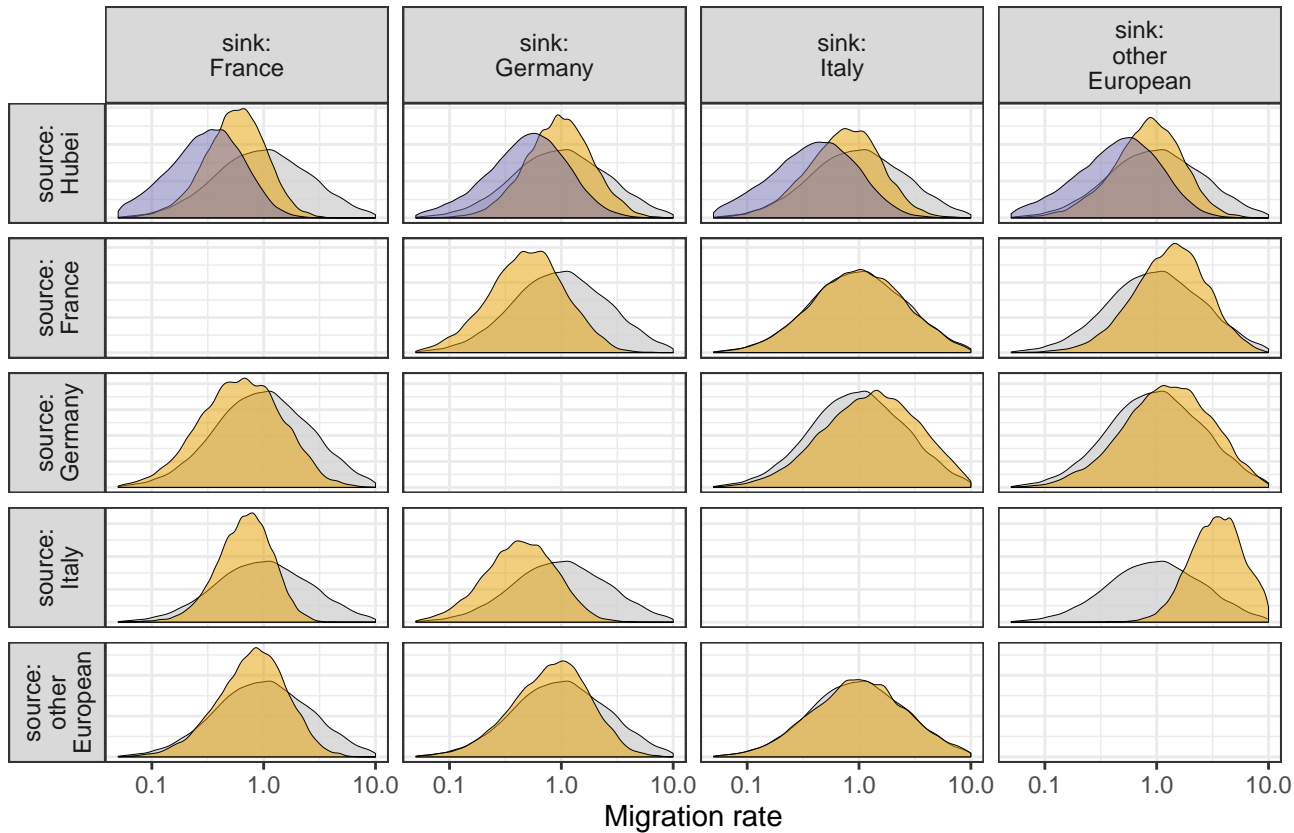 sink:
France
sink:
Germany
sink:
Italy
sink:
other
European
source:
Hubei
source:
France
source:
Germany
source:
Italy
source:
other
European
0.1 1.0 10.0 0.1 1.0 10.0 0.1 1.0 10.0 0.1 1.0 10.0
Migration rate